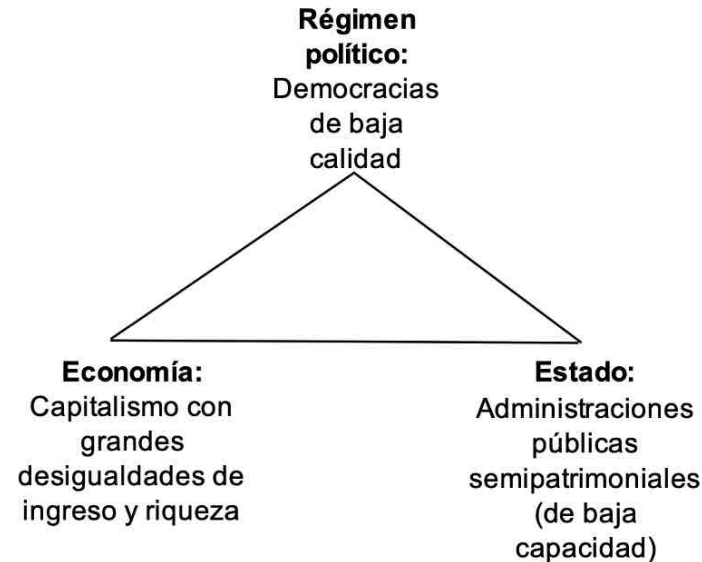 Régimen
político:
Democracias
de baja
calidad
Economía:
Capitalismo con
grandes
desigualdades de
ingreso y riqueza
Estado:
Administraciones
públicas
semipatrimoniales
(de baja
capacidad)